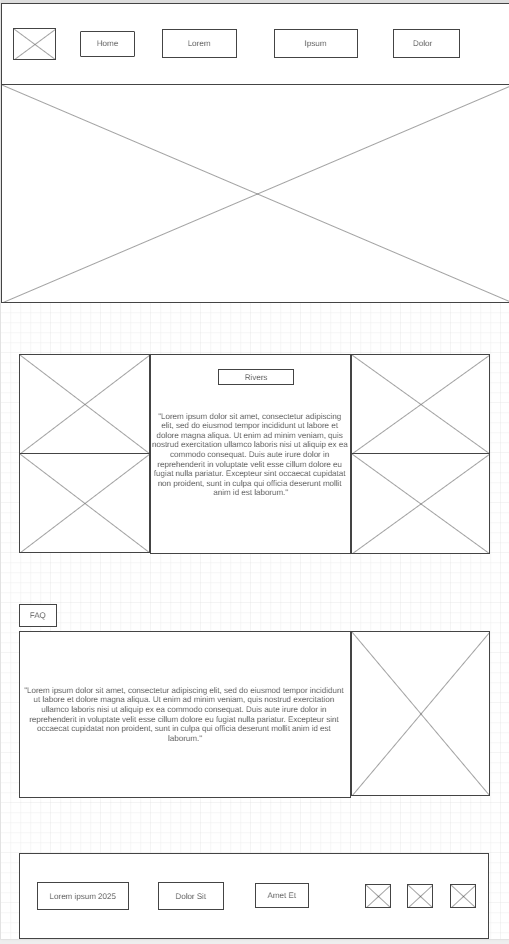 Home
Lorem
Ipsum
Dolor
Rivers
"Lorem ipsum dolor sit amet, consectetur adipiscing
elit, sed do eiusmod tempor incididunt ut labore et
dolore magna aliqua. Ut enim ad minim veniam, quis
nostrud exercitation ullamco laboris nisi ut aliquip ex ea
commodo consequat. Duis aute irure dolor in
reprehenderit in voluptate velit esse cillum dolore eu
fugiat nulla pariatur. Excepteur sint occaecat cupidatat
non proident, sunt in culpa qui officia deserunt mollit
anim id est laborum."
FAQ
"Lorem ipsum dolor sit amet, consectetur adipiscing elit, sed do eiusmod tempor incididunt
ut labore et dolore magna aliqua. Ut enim ad minim veniam, quis nostrud exercitation
ullamco laboris nisi ut aliquip ex ea commodo consequat. Duis aute irure dolor in
reprehenderit in voluptate velit esse cillum dolore eu fugiat nulla pariatur. Excepteur sint
occaecat cupidatat non proident, sunt in culpa qui officia deserunt mollit anim id est
laborum."
Lorem ipsum 2025
Dolor Sit
Amet Et